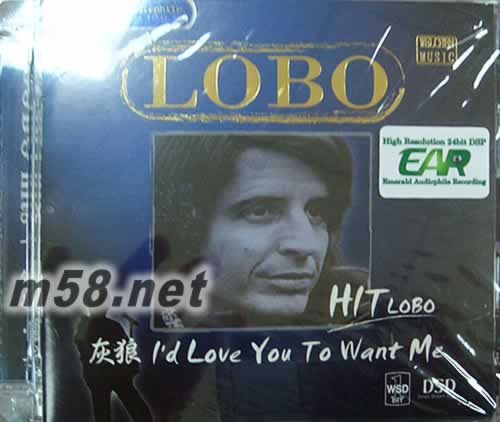 LOBO
MUSIC
High Resolution 24bit DSP
EAR
Emerald Audiophile Recording
m58.net
HIT LOBO
灰狼 I'd Love You To Want Me
WSD
DSD